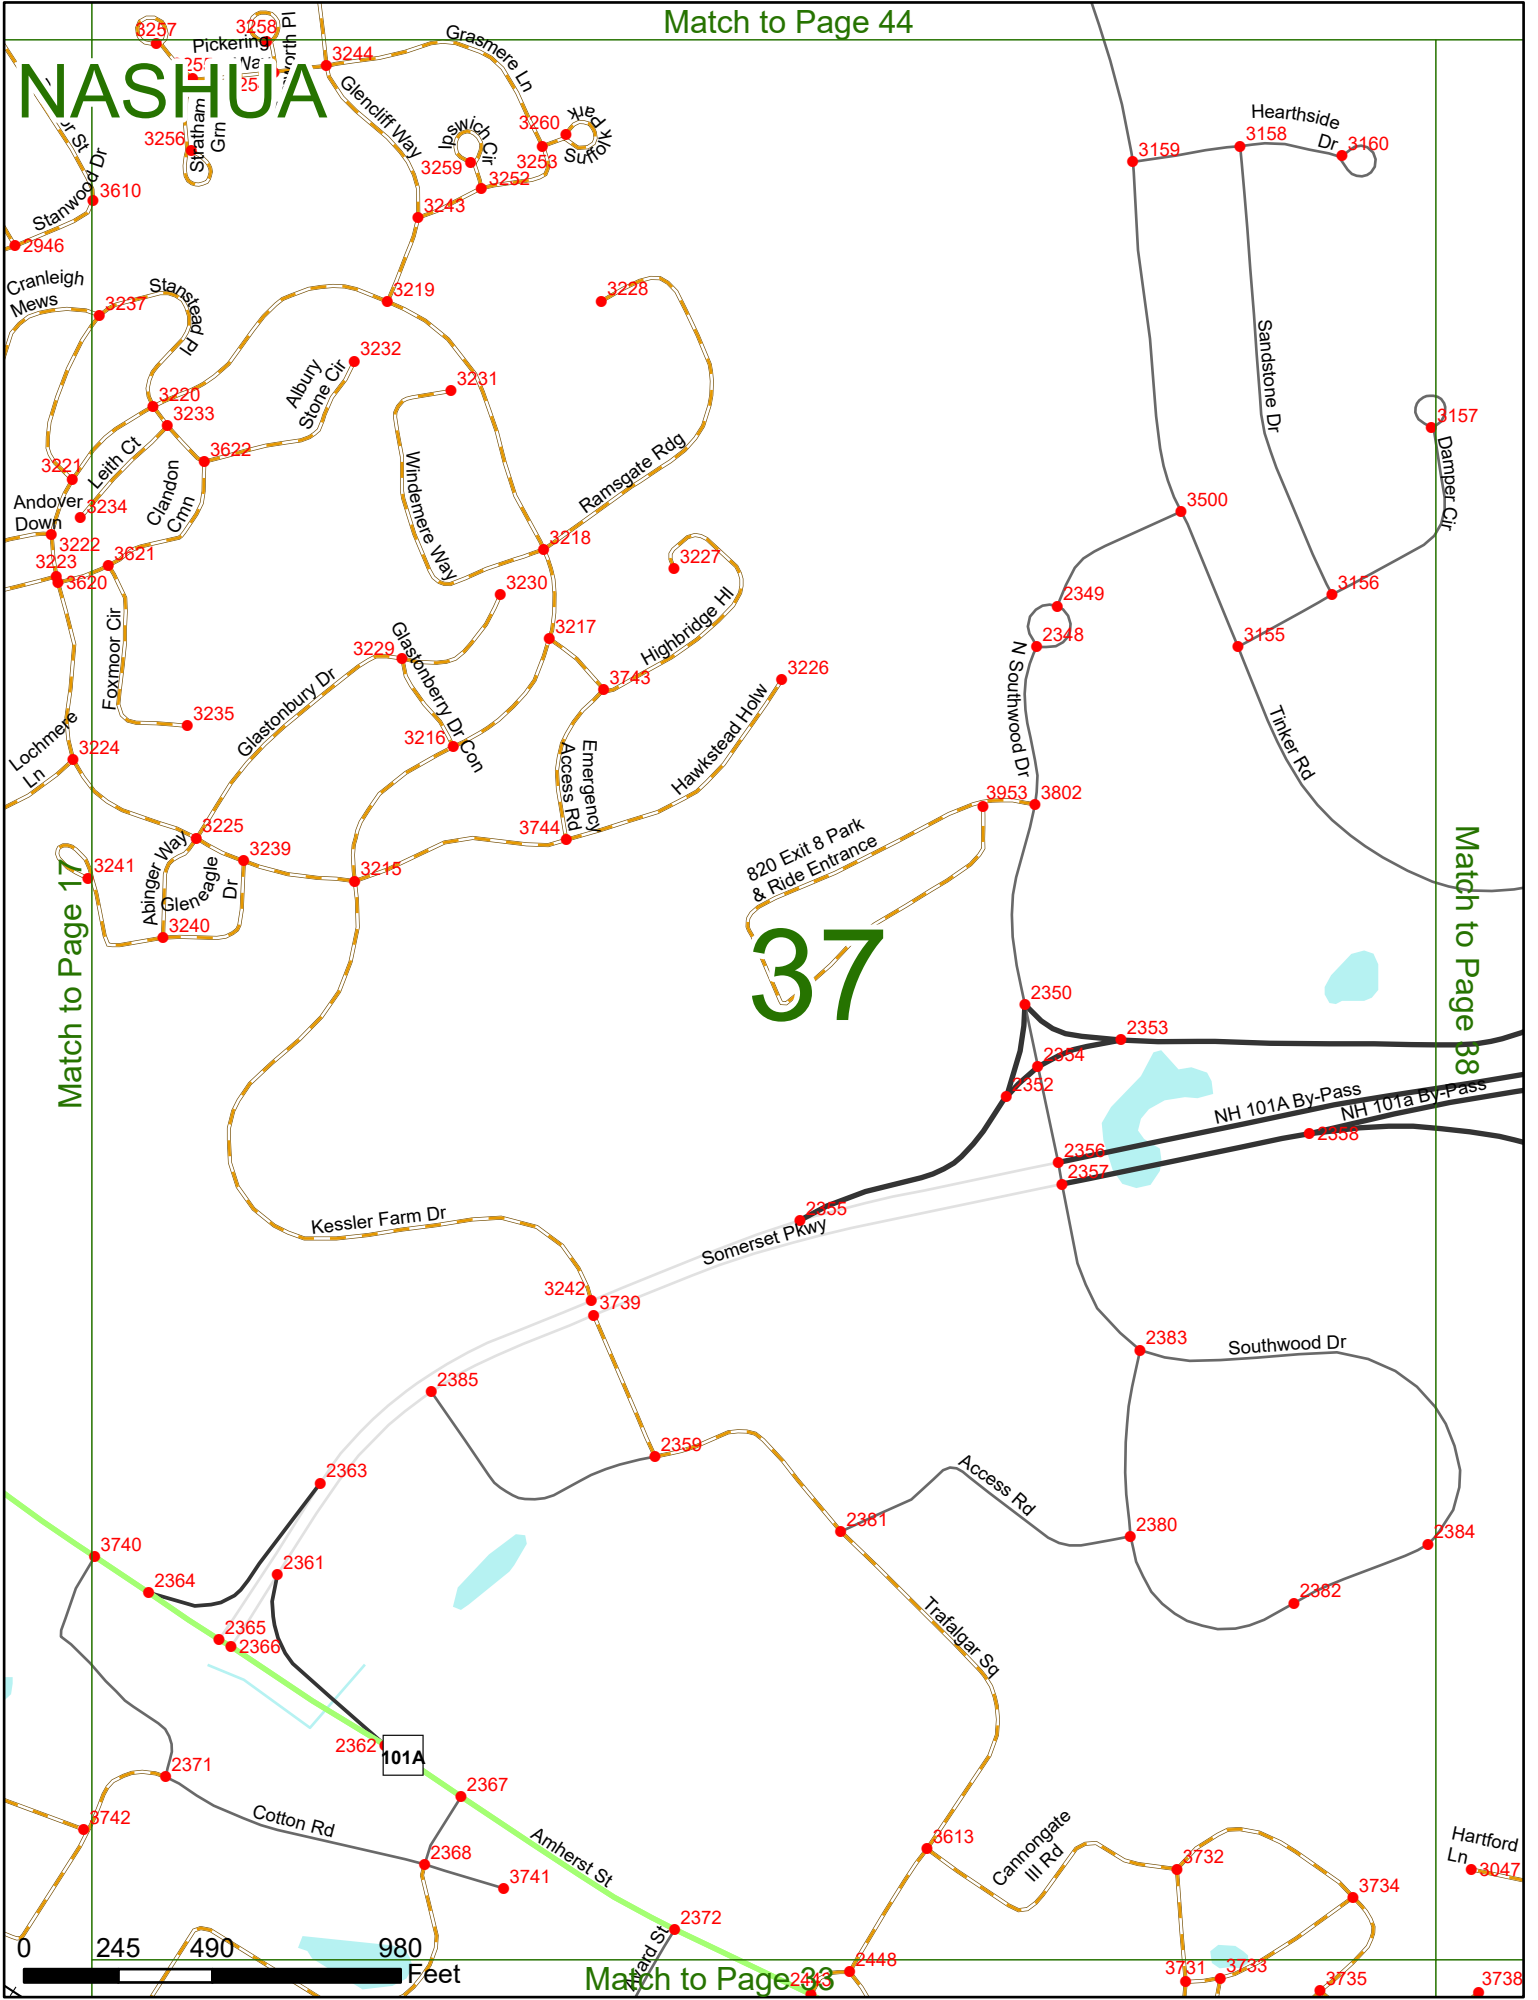 Match to Page 44
NASHUA
37
Match to Page 17
Match to Page 38
Match to Page 33
3257
Pickering
Way
3258
3244
Grasmere Ln
Glencliff Way
Stratham
Grn
3256
Ipswich
Cir
3259
3260
Suffolk Park
3253
3252
3243
3610
Stanwood Dr
2946
Cranleigh
Mews
3237
Stanstead Pl
3219
3228
3232
Albury
Stone Cir
3231
3220
3233
3622
3221
Leith Ct
3234
Andover
Down
3222
3223
3620
3621
Clandon
Cmn
Windemere Way
Ramsgate Rdg
3218
3227
3230
3217
Highbridge Hl
3743
3229
Glastonberry Dr Con
Glastonbury Dr
Foxmoor Cir
3235
Lochmere
Ln
3224
3216
3226
Hawkstead Holw
Emergency
Access Rd
3744
3225
3239
Abinger Way
Gleneagle
Dr
3241
3240
3215
Hearthside
Dr
3158
3159
3160
Sandstone Dr
3157
Damper Cir
3500
3156
3155
2349
2348
N Southwood Dr
Tinker Rd
3953
3802
820 Exit 8 Park
& Ride Entrance
2350
2353
2354
2352
NH 101A By-Pass
NH 101a By-Pass
2358
2356
2357
2355
Somerset Pkwy
Kessler Farm Dr
3242
3739
2383
Southwood Dr
2385
2359
2363
2381
Access Rd
2380
2384
2382
3740
2364
2361
2365
2366
Trafalgar Sq
2362
101A
2371
2367
3742
Cotton Rd
2368
3741
Amherst St
2372
3613
Cannongate
III Rd
3732
3734
Hartford
Ln
3047
2448
2443
3731
3733
3735
3738
0 245 490 980
Feet